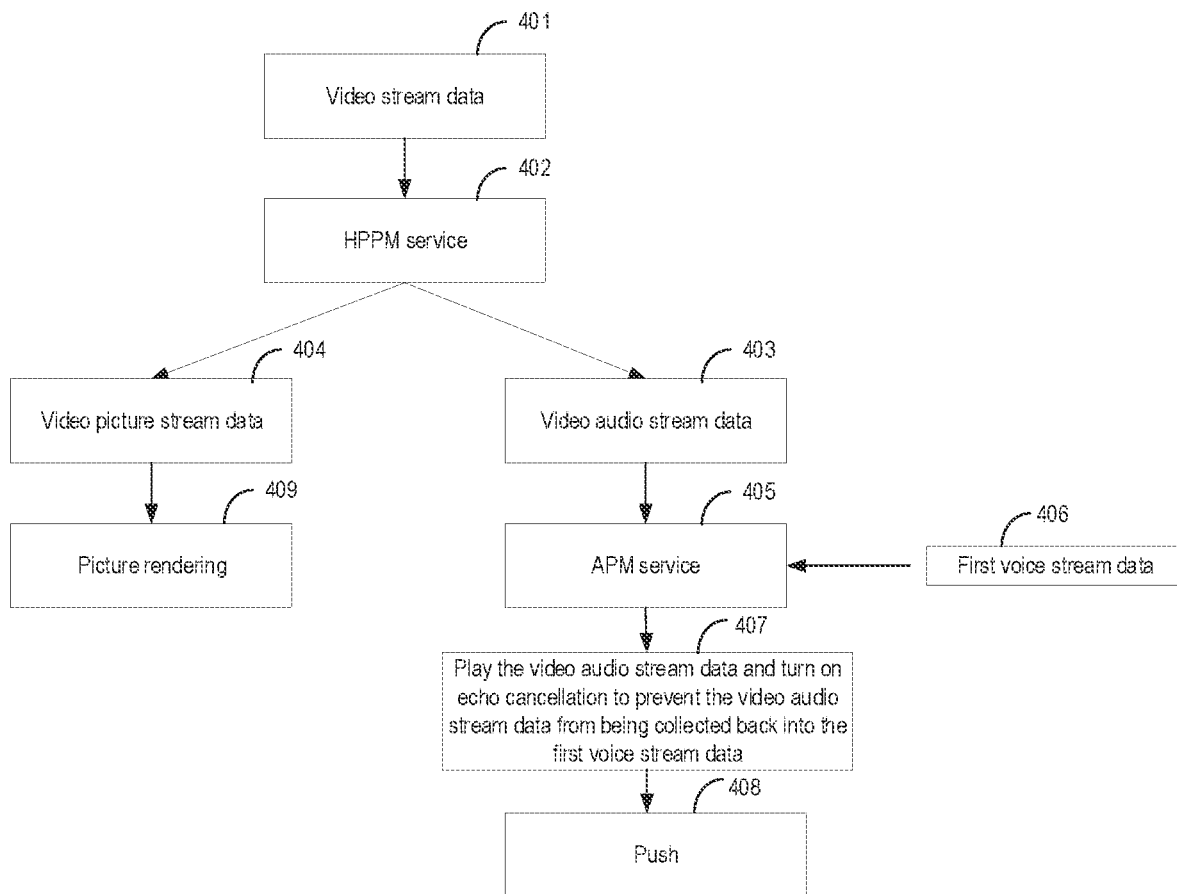 401
Video stream data
402
HPPM service
404
403
Video picture stream data
Video audio stream data
409
405
406
Picture rendering
APM service
First voice stream data
407
Play the video audio stream data and turn on
echo cancellation to prevent the video audio
stream data from being collected back into the
first voice stream data
408
Push